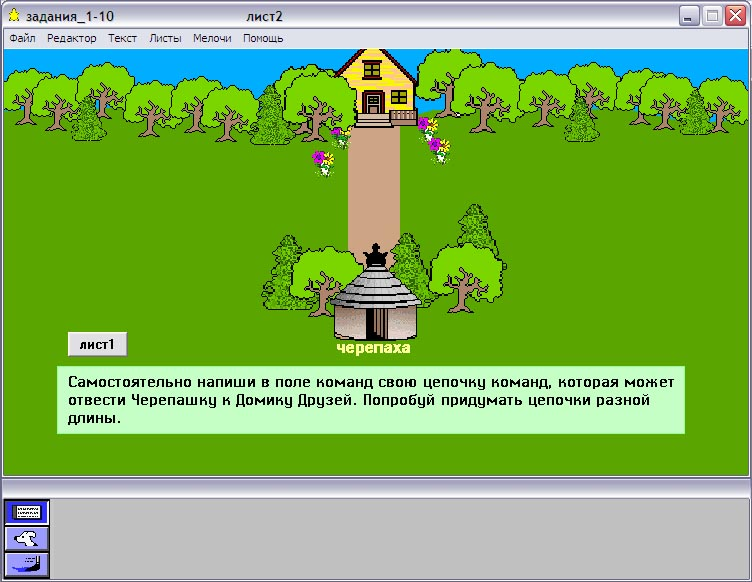 задания_1-10 лист2
Файл Редактор Текст Листы Мелочи Помощь
лист1
черепаха
Самостоятельно напиши в поле команд свою цепочку команд, которая может
отвести Черепашку к Домику Друзей. Попробуй придумать цепочки разной
длины.